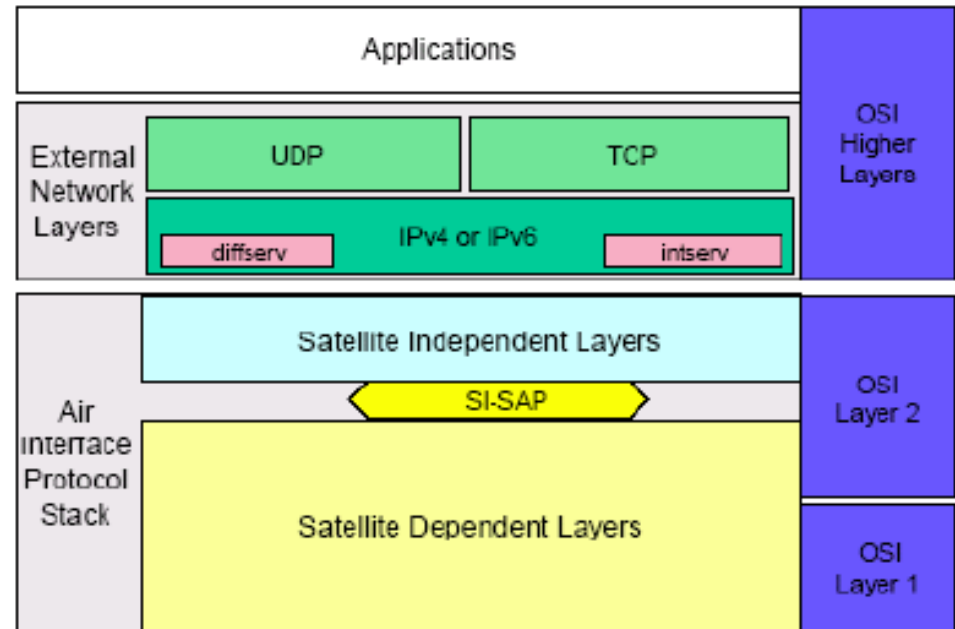 Applications
OSI
Higher
Layers
External
Network
Layers
UDP
TCP
IPv4 or IPv6
diffserv
intserv
Air
Interface
Protocol
Stack
Satellite Independent Layers
SI-SAP
Satellite Dependent Layers
OSI
Layer 2
OSI
Layer 1